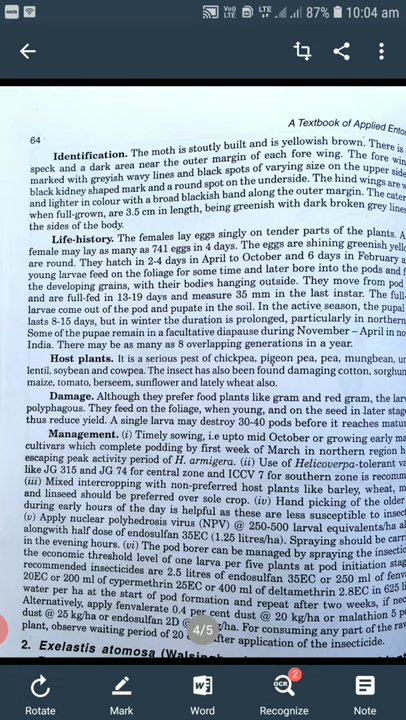 87% 10:04 am
A Textbook of Applied
64
Identification. The moth is stoutly built and is yellowish brown. There is
speck and a dark area near the outer margin of each fore wing. The fore
marked with greyish wavy lines and black spots of varying size on the upper side
black kidney shaped mark and a round spot on the underside. The hind wings are
and lighter in colour with a broad blackish band along the outer margin. The
when full-grown, are 3.5 cm in length, being greenish with dark broken grey lines
the sides of the body.
Life-history. The females lay eggs singly on tender parts of the plants. A
female may lay as many as 741 eggs in 4 days. The eggs are shining greenish
are round. They hatch in 2-4 days in April to October and 6 days in February
young larvae feed on the foliage for some time and later bore into the pods and
the developing grains, with their bodies hanging outside. They move from pod
and are full-fed in 13-19 days and measure 35 mm in the last instar. The full-
larvae come out of the pod and pupate in the soil. In the active season, the pupal
lasts 8-15 days, but in winter the duration is prolonged, particularly in northern
Some of the pupae remain in a facultative diapause during November – April in
India. There may be as many as 8 overlapping generations in a year.
Host plants. It is a serious pest of chickpea, pigeon pea, pea, mungbean,
lentil, soybean and cowpea. The insect has also been found damaging cotton,
maize, tomato, berseem, sunflower and lately wheat also.
Damage. Although they prefer food plants like gram and red gram, the
polyphagous. They feed on the foliage, when young, and on the seed in later
thus reduce yield. A single larva may destroy 30-40 pods before it reaches
Management. (i) Timely sowing, i.e upto mid October or growing early
cultivars which complete podding by first week of March in northern region
escaping peak activity period of H. armigera. (ii) Use of Helicoverpa-tolerant
like JG 315 and JG 74 for central zone and ICCV 7 for southern zone is
(iii) Mixed intercropping with non-preferred host plants like barley, wheat,
and linseed should be preferred over sole crop. (iv) Hand picking of the older
during early hours of the day is helpful as these are less susceptible to
(v) Apply nuclear polyhedrosis virus (NPV) @ 250-500 larval equivalents/ha
alongwith half dose of endosulfan 35EC (1.25 litres/ha). Spraying should be
in the evening hours. (vi) The pod borer can be managed by spraying the
the economic threshold level of one larva per five plants at pod initiation
recommended insecticides are 2.5 litres of endosulfan 35EC or 250 ml of
20EC or 200 ml of cypermethrin 25EC or 400 ml of deltamethrin 2.8EC in 625
water per ha at the start of pod formation and repeat after two weeks, if
Alternatively, apply fenvalerate 0.4 per cent dust @ 20 kg/ha or malathion 5
dust @ 25 kg/ha or endosulfan 2D @ /ha. For consuming any part of the
plant, observe waiting period of 20 after application of the insecticide.
4/5
2. Exelastis atomosa
Rotate Mark Word Recognize Note
OCR 2